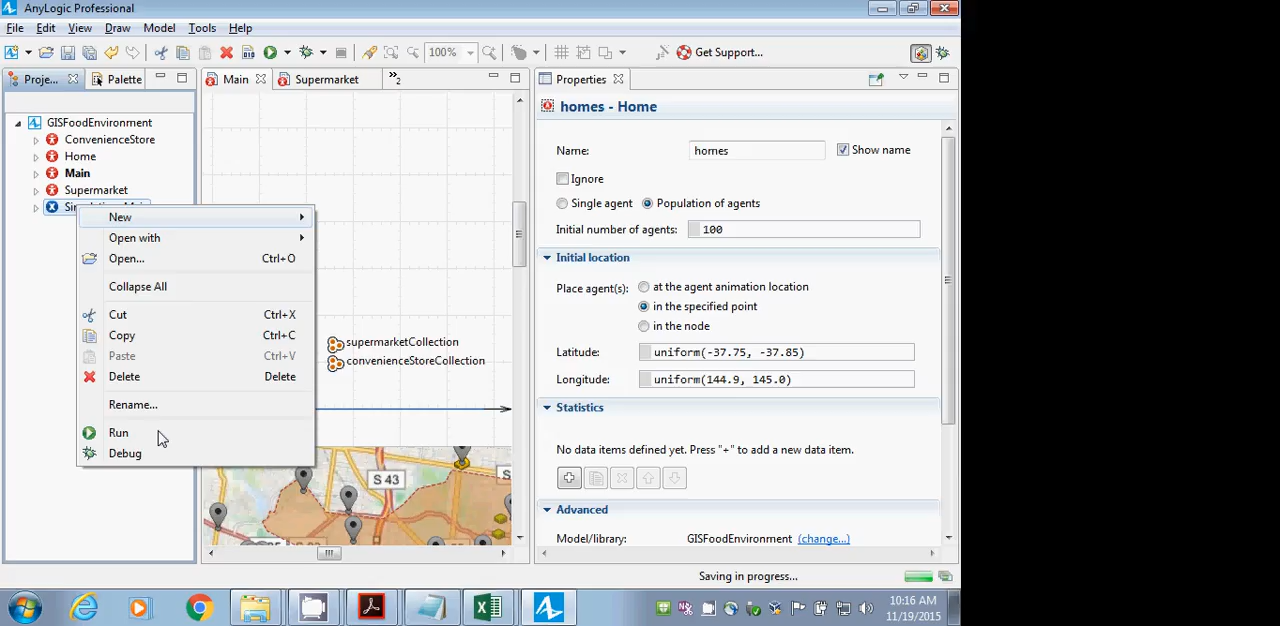 AnyLogic Professional
File Edit View Draw Model Tools Help
100% Get Support...
Proje... Palette Main Supermarket »2 Properties
GISFoodEnvironment
ConvenienceStore
Home
Main
Supermarket
New
Open with
Open... Ctrl+O
Collapse All
Cut Ctrl+X
Copy Ctrl+C
Paste Ctrl+V
Delete Delete
Rename...
Run
Debug
supermarketCollection
convenienceStoreCollection
S 43
homes - Home
Name: homes Show name
Ignore
Single agent Population of agents
Initial number of agents: 100
Initial location
Place agent(s): at the agent animation location
in the specified point
in the node
Latitude: uniform(-37.75, -37.85)
Longitude: uniform(144.9, 145.0)
Statistics
No data items defined yet. Press "+" to add a new data item.
Advanced
Model/library: GISFoodEnvironment (change...)
Saving in progress...
10:16 AM
11/19/2015